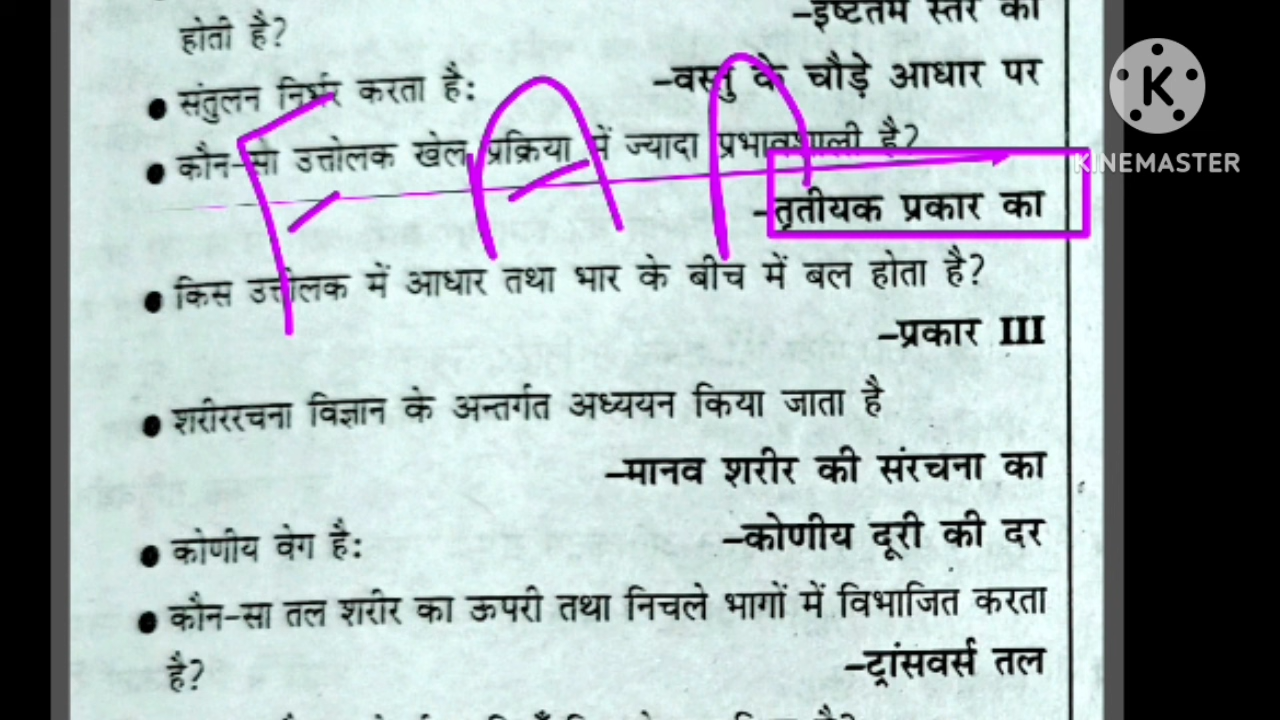 –इष्टतम स्तर का
होती है?
संतुलन निर्भर करता है: –वस्तु के चौड़े आधार पर
कौन-सा उत्तोलक खेल प्रक्रिया में ज्यादा प्रभावशाली है?
–तृतीयक प्रकार का
किस उत्तोलक में आधार तथा भार के बीच में बल होता है?
–प्रकार III
शरीररचना विज्ञान के अन्तर्गत अध्ययन किया जाता है
–मानव शरीर की संरचना का
कोणीय वेग है: –कोणीय दूरी की दर
कौन-सा तल शरीर का ऊपरी तथा निचले भागों में विभाजित करता
है? –ट्रांसवर्स तल
K
KINEMASTER